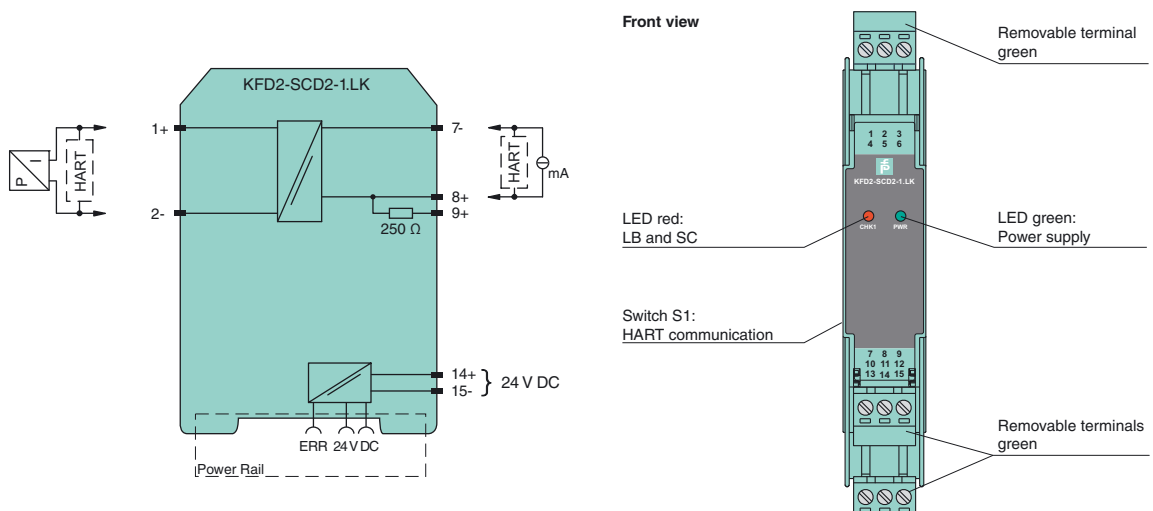 KFD2-SCD2-1.LK
1+
7-
I
P
HART
HART
mA
8+
2-
9+
250 Ω
14+
15-
} 24 V DC
ERR 24 V DC
Power Rail
Front view
Removable terminal
green
1 2 3
4 5 6
KFD2-SCD2-1.LK
LED red:
LB and SC
CHK1 PWR
LED green:
Power supply
Switch S1:
HART communication
7 8 9
10 11 12
13 14 15
Removable terminals
green